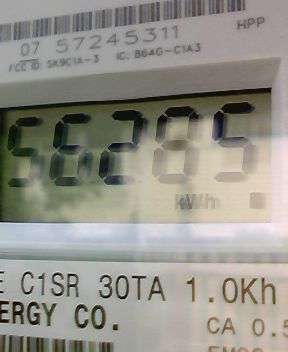 HPP
07 57245311
FCC ID: SK9C1A-3 IC: 864G-C1A3
56285
kWh
E C1SR 30TA 1.0Kh
ERGY CO.
CA 0.5